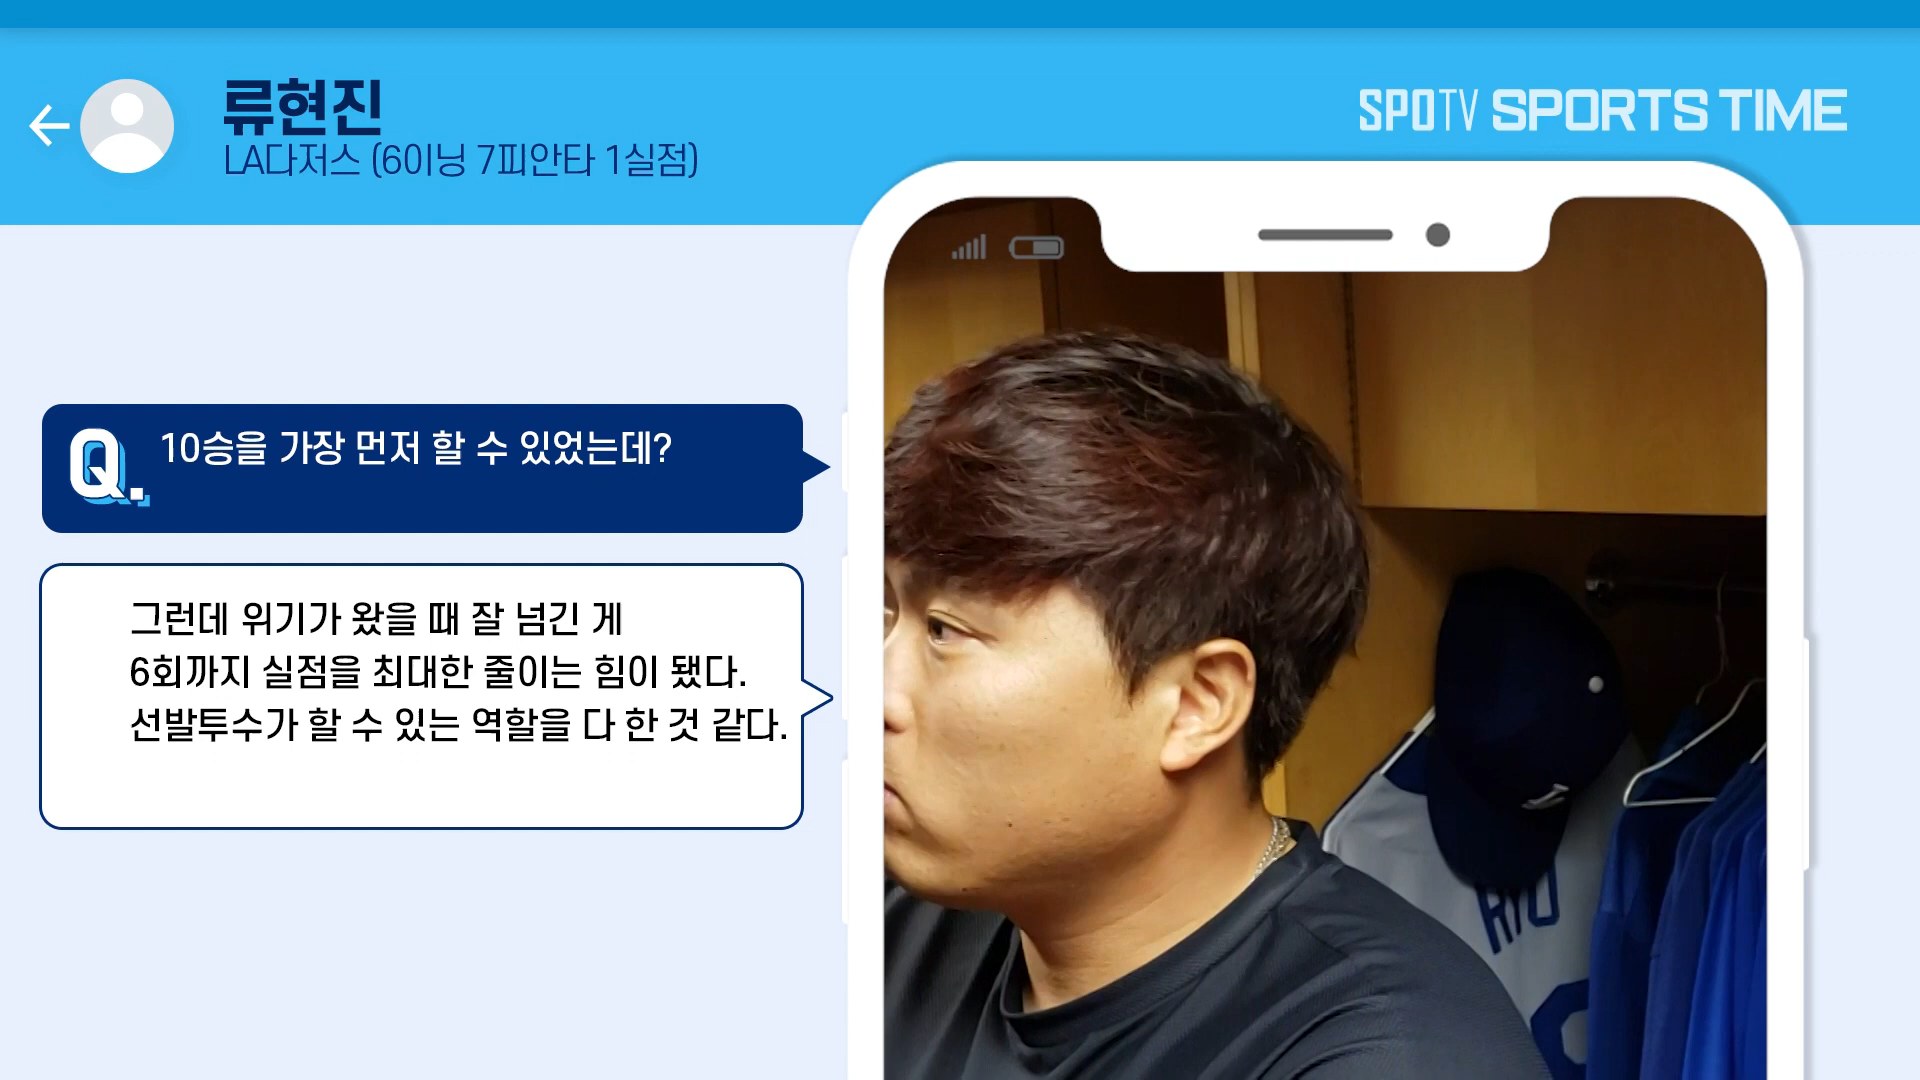 류현진
LA다저스 (6이닝 7피안타 1실점)
SPOTV SPORTS TIME
Q. 10승을 가장 먼저 할 수 있었는데?
그런데 위기가 왔을 때 잘 넘긴 게
6회까지 실점을 최대한 줄이는 힘이 됐다.
선발투수가 할 수 있는 역할을 다 한 것 같다.
RYU